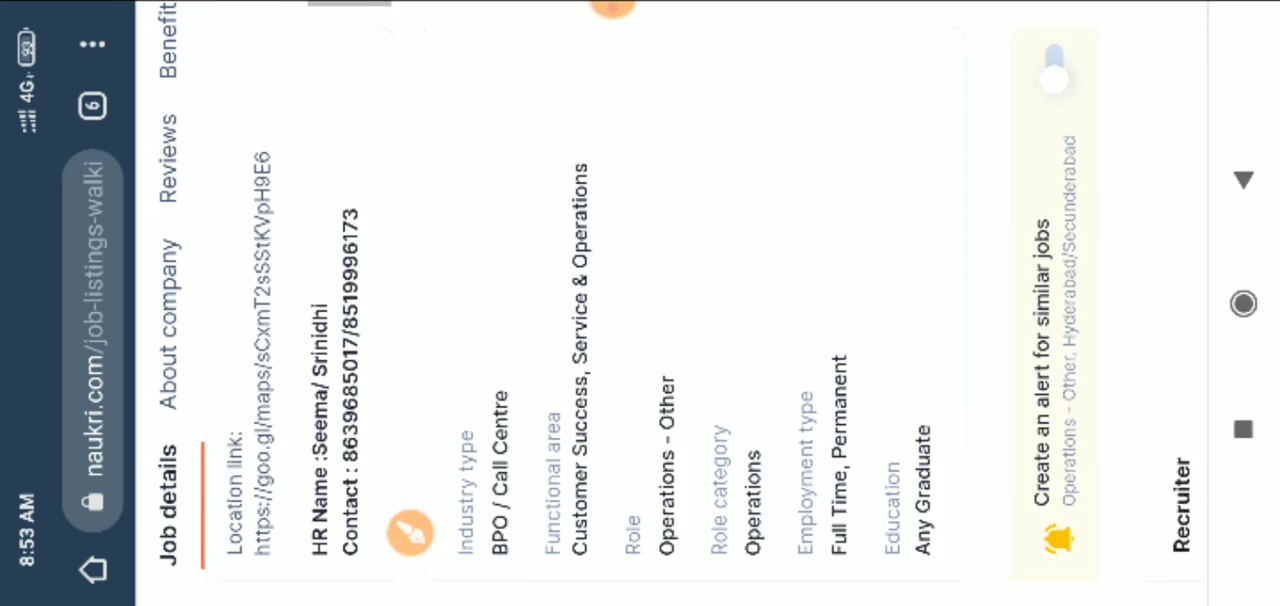 8:53 AM
4G+ 93
naukri.com/job-listings-walki
6
Job details About company Reviews Benefit
Location link:
https://goo.gl/maps/sCxmT2sSStKVpH9E6
HR Name :Seema/ Srinidhi
Contact : 8639685017/8519996173
Industry type
BPO / Call Centre
Functional area
Customer Success, Service & Operations
Role
Operations - Other
Role category
Operations
Employment type
Full Time, Permanent
Education
Any Graduate
Create an alert for similar jobs
Operations - Other, Hyderabad/Secunderabad
Recruiter